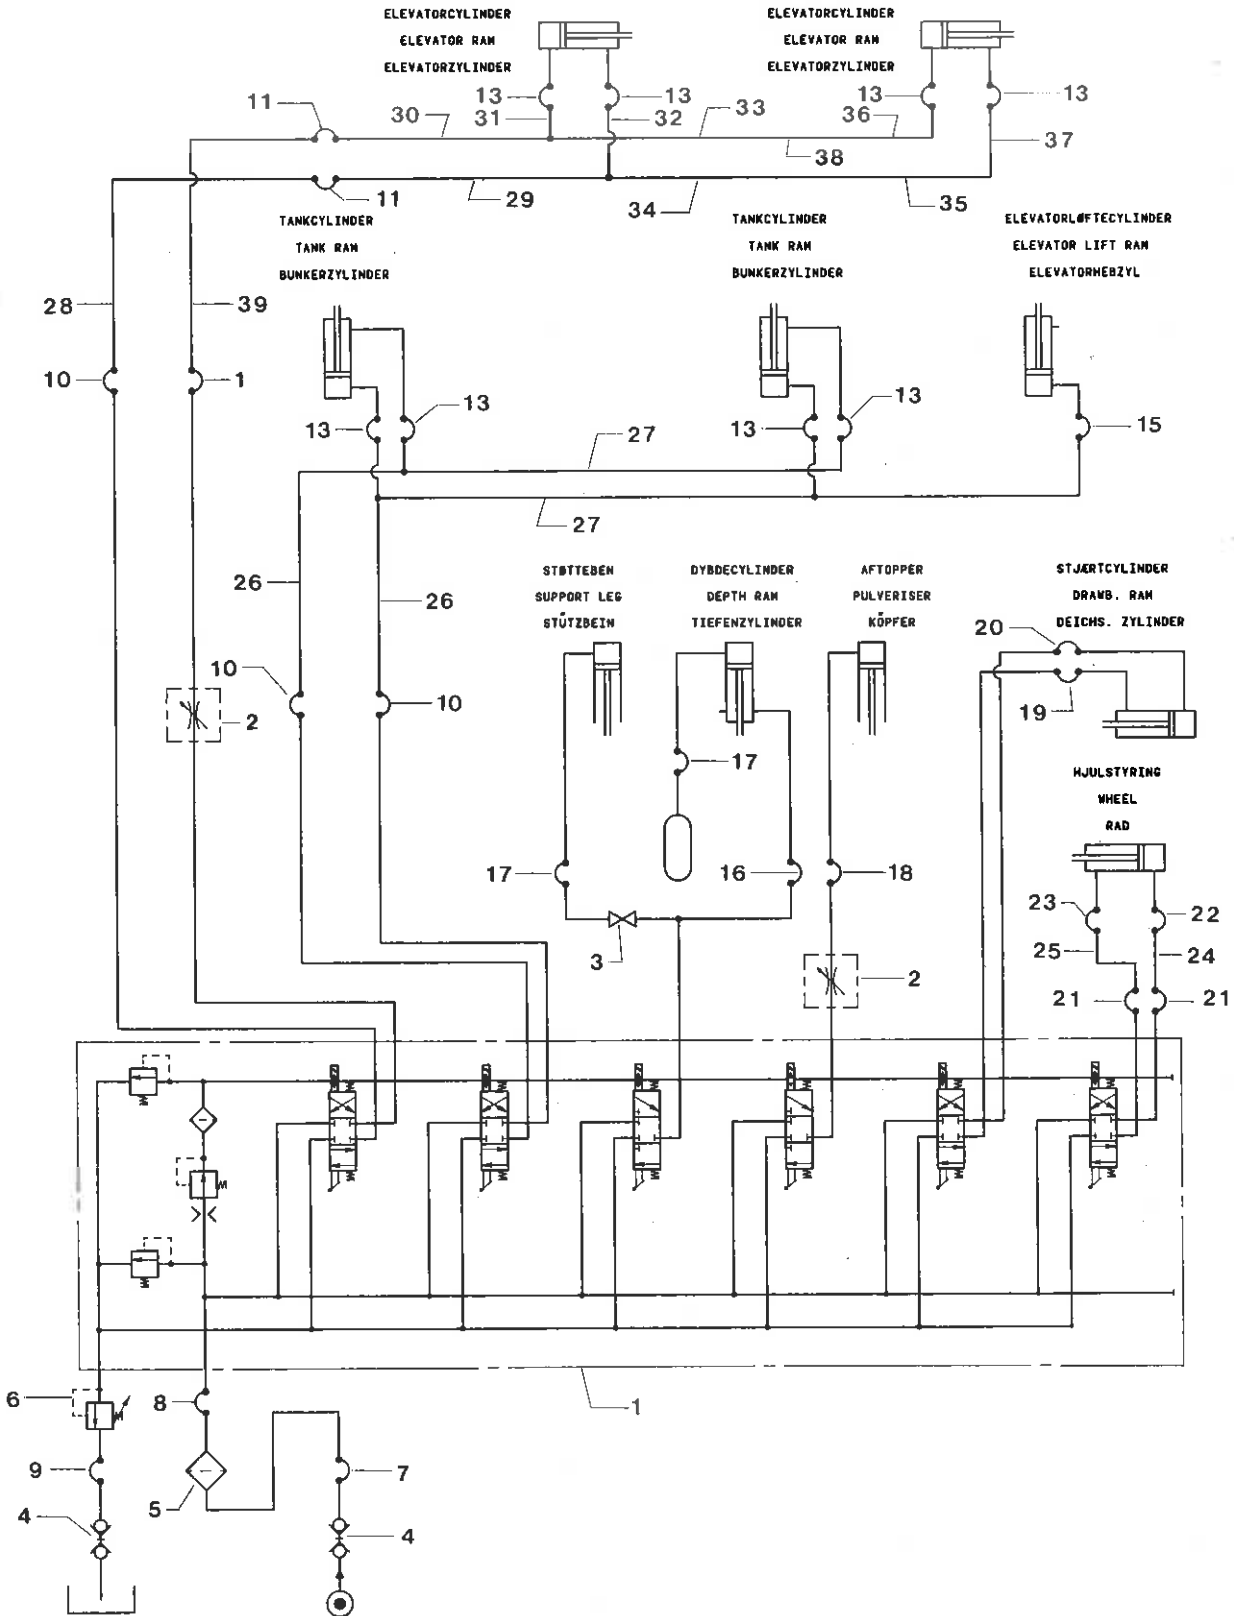 ELEVATORCYLINDER
ELEVATOR RAM
ELEVATORZYLINDER
ELEVATORCYLINDER
ELEVATOR RAM
ELEVATORZYLINDER
13
13
13
13
11
30
31
32
33
36
37
38
11
29
34
35
TANKCYLINDER
TANK RAM
BUNKERZYLINDER
TANKCYLINDER
TANK RAM
BUNKERZYLINDER
ELEVATORLØFTECYLINDER
ELEVATOR LIFT RAM
ELEVATORHEBZYL
28
39
10
1
13
13
13
13
15
27
27
26
26
STØTTEBEN
SUPPORT LEG
STÜTZBEIN
DYBDECYLINDER
DEPTH RAM
TIEFENZYLINDER
AFTOPPER
PULVERISER
KÖPFER
STJÆRTCYLINDER
DRAWB. RAM
DEICHS. ZYLINDER
20
10
10
2
19
17
HJULSTYRING
WHEEL
RAD
17
16
18
23
22
25
24
3
2
21
21
6
8
1
9
5
7
4
4